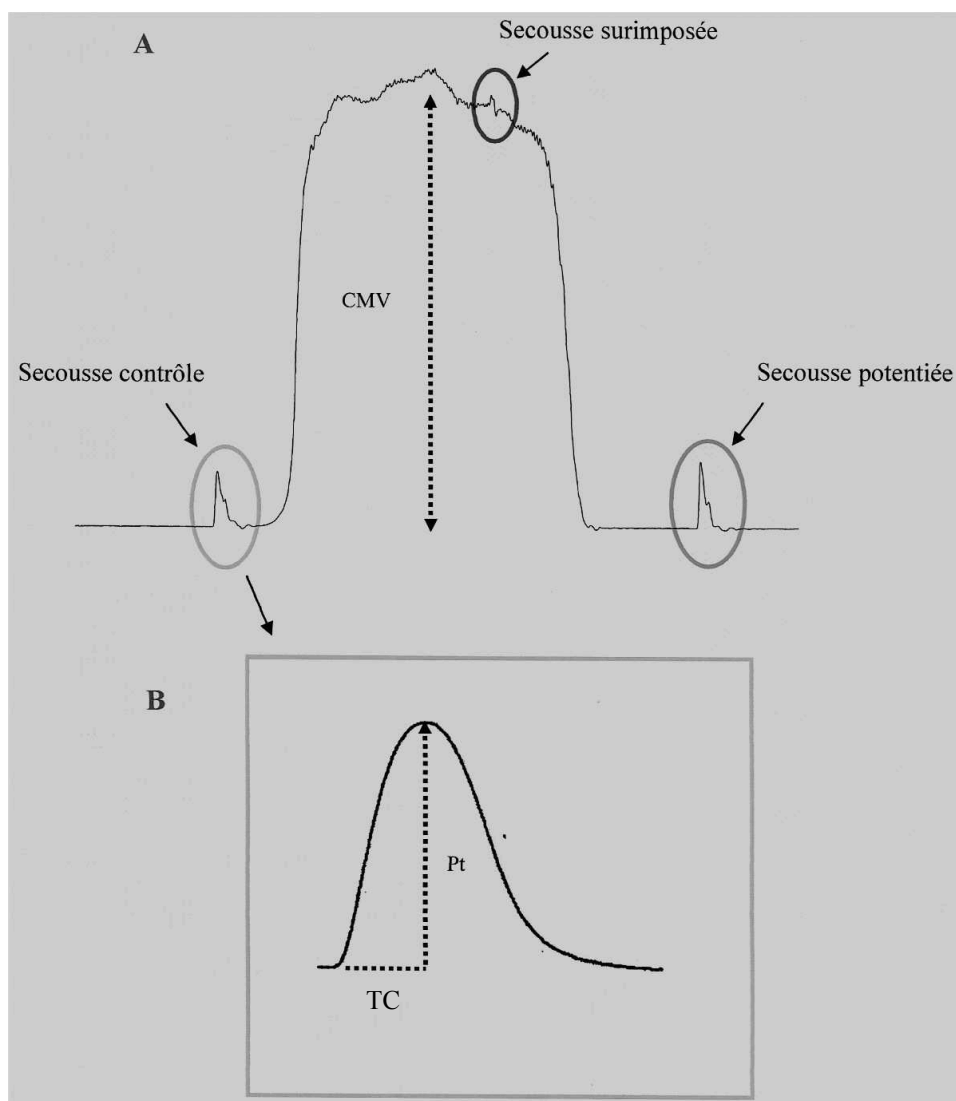 A
Secousse surimposée
CMV
Secousse contrôle
Secousse potentiée
B
Pt
TC